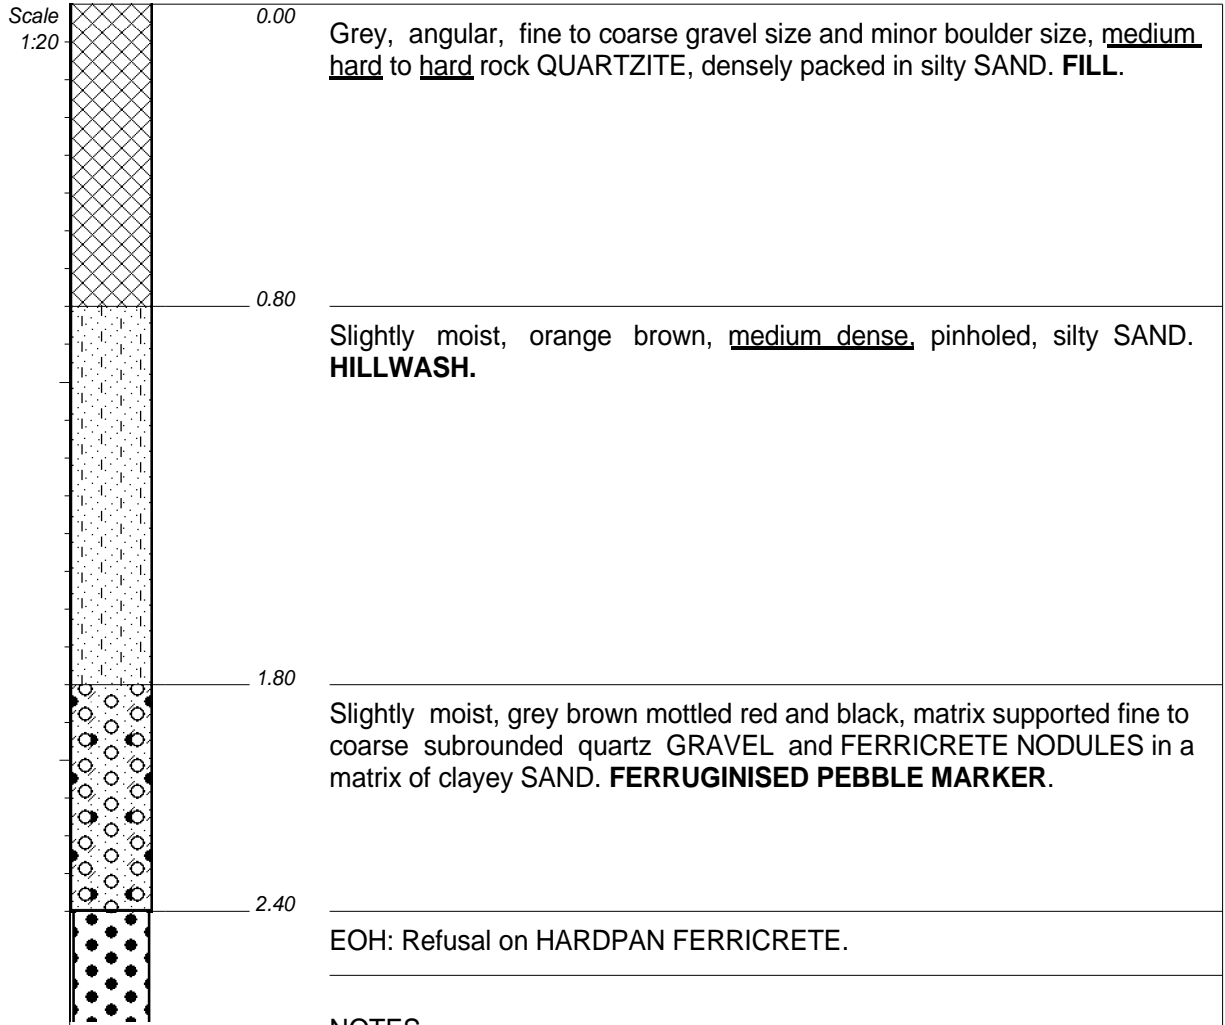 Scale
1:20
0.00
Grey, angular, fine to coarse gravel size and minor boulder size, medium
hard to hard rock QUARTZITE, densely packed in silty SAND. FILL.
0.80
Slightly moist, orange brown, medium dense, pinholed, silty SAND.
HILLWASH.
1.80
Slightly moist, grey brown mottled red and black, matrix supported fine to
coarse subrounded quartz GRAVEL and FERRICRETE NODULES in a
matrix of clayey SAND. FERRUGINISED PEBBLE MARKER.
2.40
EOH: Refusal on HARDPAN FERRICRETE.
NOTES